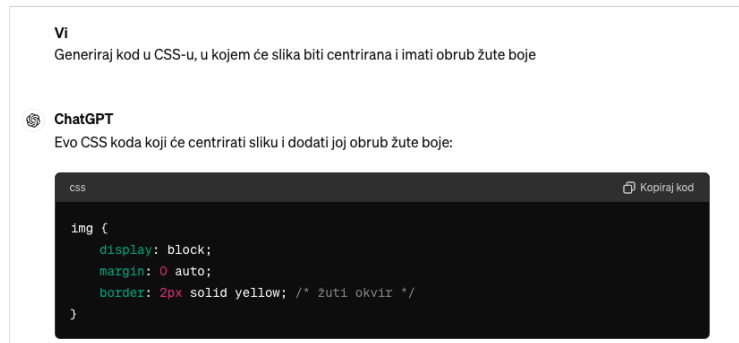 Vi
Generiraj kod u CSS-u, u kojem će slika biti centrirana i imati obrub žute boje
ChatGPT
Evo CSS koda koji će centrirati sliku i dodati joj obrub žute boje:
css Kopiraj kod
img {
    display: block;
    margin: 0 auto;
    border: 2px solid yellow; /* žuti okvir */
}